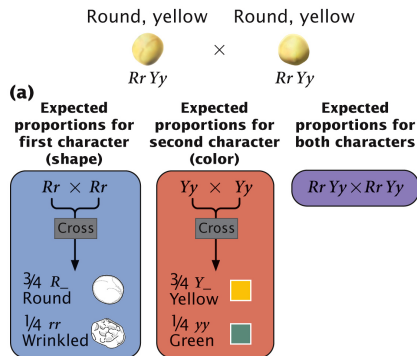 Round, yellow Round, yellow
×
Rr Yy Rr Yy
(a)
Expected
proportions for
first character
(shape)
Rr × Rr
Cross
3/4 R_
Round
1/4 rr
Wrinkled
Expected
proportions for
second character
(color)
Yy × Yy
Cross
3/4 Y_
Yellow
1/4 yy
Green
Expected
proportions for
both characters
Rr Yy × Rr Yy